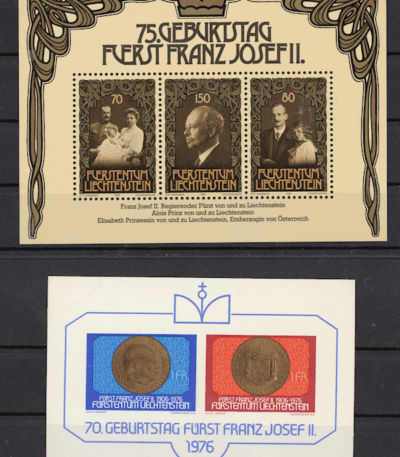 75. GEBURTSTAG
FÜRST FRANZ JOSEF II.
70 150 80
FÜRSTENTUM FÜRSTENTUM FÜRSTENTUM
LIECHTENSTEIN LIECHTENSTEIN LIECHTENSTEIN
Franz Josef II. Regierender Fürst von und zu Liechtenstein
Alois Prinz von und zu Liechtenstein
Elisabeth Prinzessin von und zu Liechtenstein, Erzherzogin von Österreich
1 FR 1 FR
FÜRST FRANZ JOSEF II. 1906-1976 FÜRST FRANZ JOSEF II. 1906-1976
FÜRSTENTUM LIECHTENSTEIN FÜRSTENTUM LIECHTENSTEIN
70. GEBURTSTAG FÜRST FRANZ JOSEF II.
1976